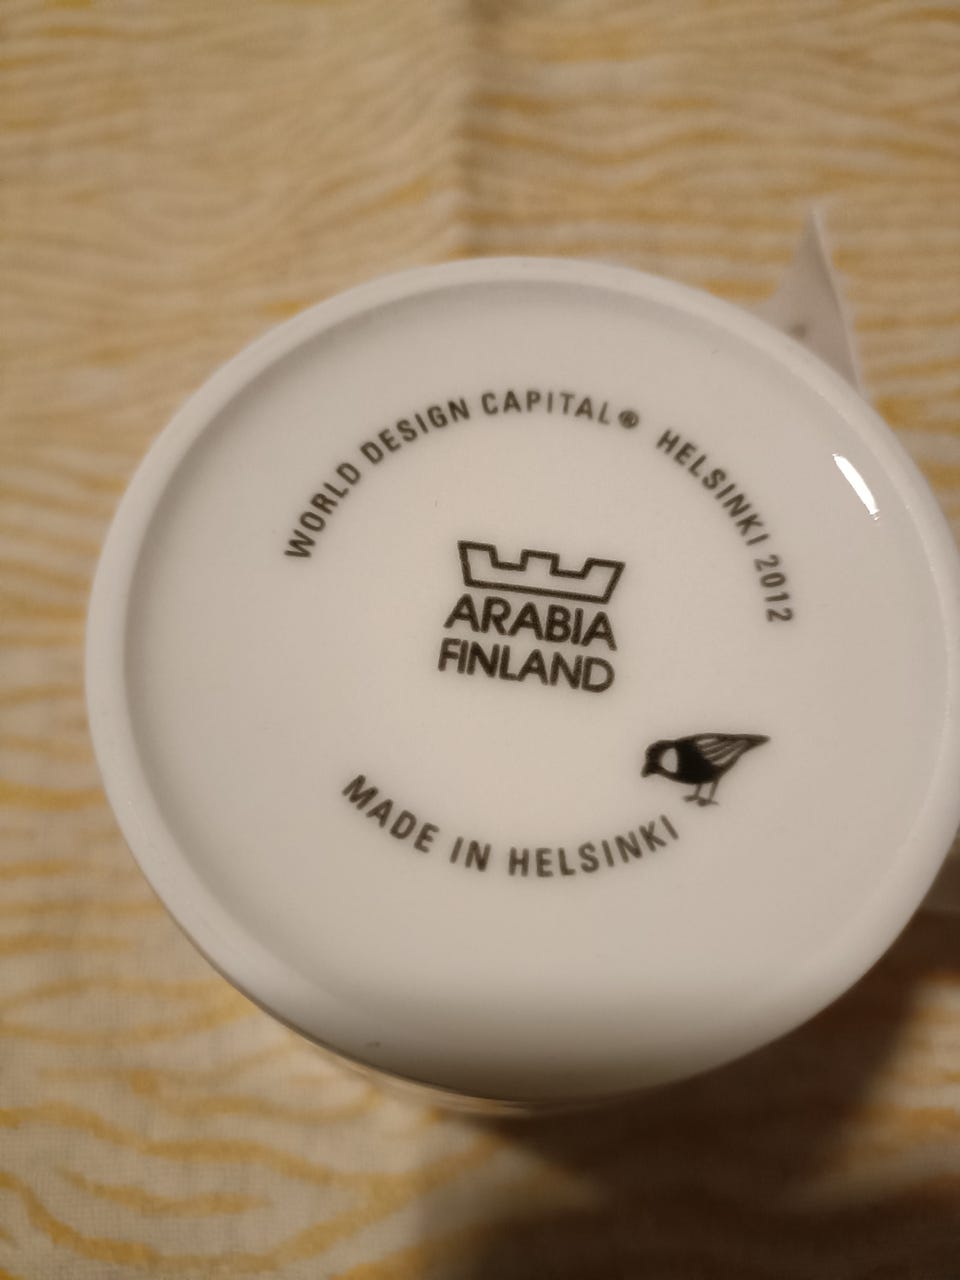 WORLD DESIGN CAPITAL® HELSINKI 2012
ARABIA
FINLAND
MADE IN HELSINKI